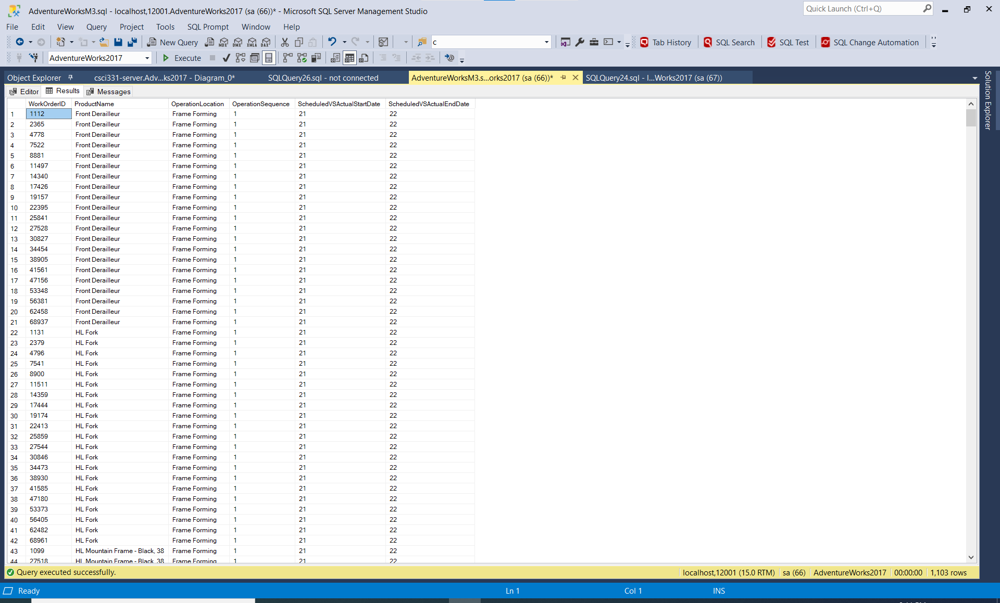 AdventureWorksM3.sql - localhost,12001.AdventureWorks2017 (sa (66))* - Microsoft SQL Server Management Studio
Quick Launch (Ctrl+Q)
File Edit View Query Project Tools SQL Prompt Window Help
New Query MDX DMX XMLA DAX c Tab History SQL Search SQL Test SQL Change Automation
AdventureWorks2017 Execute
Object Explorer csci331-server.Adv...ks2017 - Diagram_0* SQLQuery26.sql - not connected AdventureWorksM3.s...orks2017 (sa (66))* SQLQuery24.sql - l...Works2017 (sa (67))
Solution Explorer
Editor Results Messages
WorkOrderID ProductName OperationLocation OperationSequence ScheduledVSActualStartDate ScheduledVSActualEndDate
1 1112 Front Derailleur Frame Forming 1 21 22
2 2365 Front Derailleur Frame Forming 1 21 22
3 4778 Front Derailleur Frame Forming 1 21 22
4 7522 Front Derailleur Frame Forming 1 21 22
5 8881 Front Derailleur Frame Forming 1 21 22
6 11497 Front Derailleur Frame Forming 1 21 22
7 14340 Front Derailleur Frame Forming 1 21 22
8 17426 Front Derailleur Frame Forming 1 21 22
9 19157 Front Derailleur Frame Forming 1 21 22
10 22395 Front Derailleur Frame Forming 1 21 22
11 25841 Front Derailleur Frame Forming 1 21 22
12 27528 Front Derailleur Frame Forming 1 21 22
13 30827 Front Derailleur Frame Forming 1 21 22
14 34454 Front Derailleur Frame Forming 1 21 22
15 38905 Front Derailleur Frame Forming 1 21 22
16 41561 Front Derailleur Frame Forming 1 21 22
17 47156 Front Derailleur Frame Forming 1 21 22
18 53348 Front Derailleur Frame Forming 1 21 22
19 56381 Front Derailleur Frame Forming 1 21 22
20 62458 Front Derailleur Frame Forming 1 21 22
21 68937 Front Derailleur Frame Forming 1 21 22
22 1131 HL Fork Frame Forming 1 21 22
23 2379 HL Fork Frame Forming 1 21 22
24 4796 HL Fork Frame Forming 1 21 22
25 7541 HL Fork Frame Forming 1 21 22
26 8900 HL Fork Frame Forming 1 21 22
27 11511 HL Fork Frame Forming 1 21 22
28 14359 HL Fork Frame Forming 1 21 22
29 17444 HL Fork Frame Forming 1 21 22
30 19174 HL Fork Frame Forming 1 21 22
31 22413 HL Fork Frame Forming 1 21 22
32 25859 HL Fork Frame Forming 1 21 22
33 27544 HL Fork Frame Forming 1 21 22
34 30846 HL Fork Frame Forming 1 21 22
35 34473 HL Fork Frame Forming 1 21 22
36 38930 HL Fork Frame Forming 1 21 22
37 41585 HL Fork Frame Forming 1 21 22
38 47180 HL Fork Frame Forming 1 21 22
39 53373 HL Fork Frame Forming 1 21 22
40 56405 HL Fork Frame Forming 1 21 22
41 62482 HL Fork Frame Forming 1 21 22
42 68961 HL Fork Frame Forming 1 21 22
43 1099 HL Mountain Frame - Black, 38 Frame Forming 1 21 22
44 27518 HL Mountain Frame - Black, 38 Frame Forming 1 21 22
Query executed successfully. localhost,12001 (15.0 RTM) sa (66) AdventureWorks2017 00:00:00 1,103 rows
Ready Ln 1 Col 1 INS